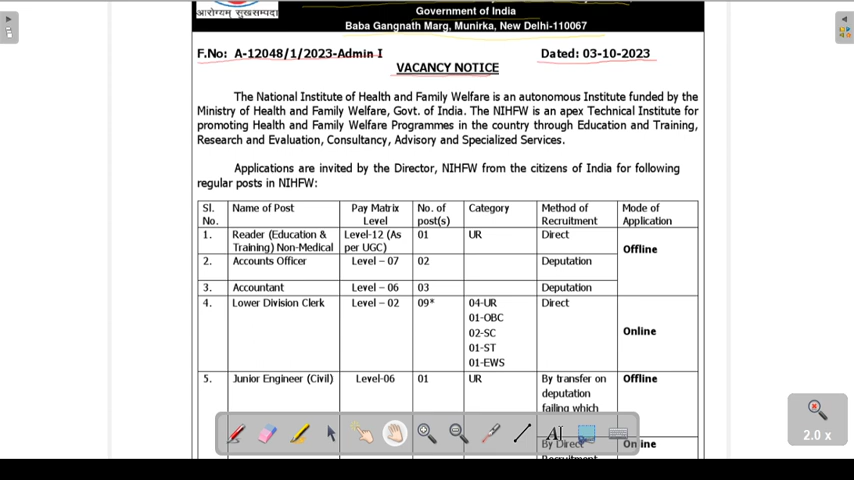 आरोग्यम् सुखसम्पदा
Government of India
Baba Gangnath Marg, Munirka, New Delhi-110067
F.No: A-12048/1/2023-Admin I Dated: 03-10-2023
VACANCY NOTICE
The National Institute of Health and Family Welfare is an autonomous Institute funded by the
Ministry of Health and Family Welfare, Govt. of India. The NIHFW is an apex Technical Institute for
promoting Health and Family Welfare Programmes in the country through Education and Training,
Research and Evaluation, Consultancy, Advisory and Specialized Services.
Applications are invited by the Director, NIHFW from the citizens of India for following
regular posts in NIHFW:
Sl. Name of Post Pay Matrix No. of Category Method of Mode of
No. Level post(s) Recruitment Application
1. Reader (Education & Level-12 (As 01 UR Direct
Training) Non-Medical per UGC)
Offline
2. Accounts Officer Level – 07 02 Deputation
3. Accountant Level – 06 03 Deputation
4. Lower Division Clerk Level – 02 09* 04-UR Direct
01-OBC
02-SC Online
01-ST
01-EWS
5. Junior Engineer (Civil) Level-06 01 UR By transfer on Offline
deputation
failing which
By Direct Online
Recruitment
AI
2.0 x